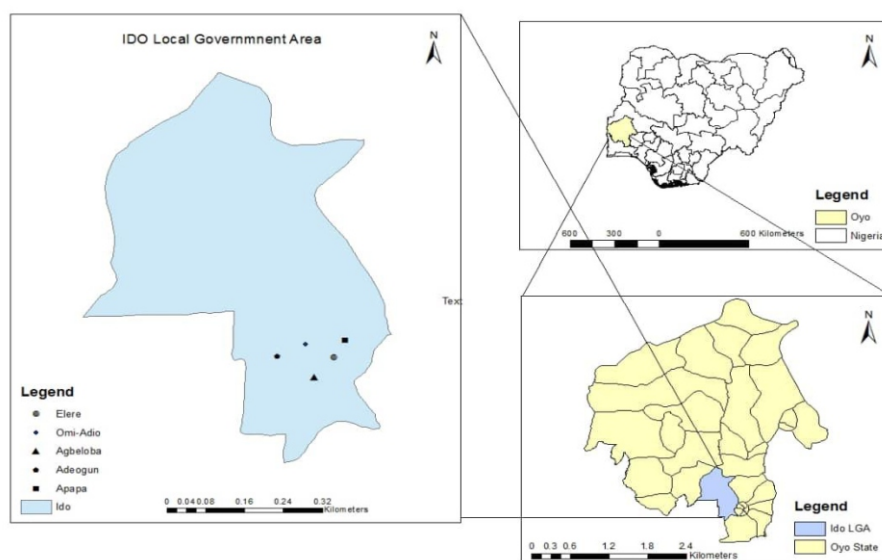 IDO Local Governmnent Area
N
Legend
Elere
Omi-Adio
Agbeloba
Adeogun
Apapa
Ido
0 0.04 0.08 0.16 0.24 0.32
Kilometers
Text
N
Legend
Oyo
Nigeria
600 300 0 600 Kilometers
N
Legend
Ido LGA
Oyo State
0 0.3 0.6 1.2 1.8 2.4
Kilometers